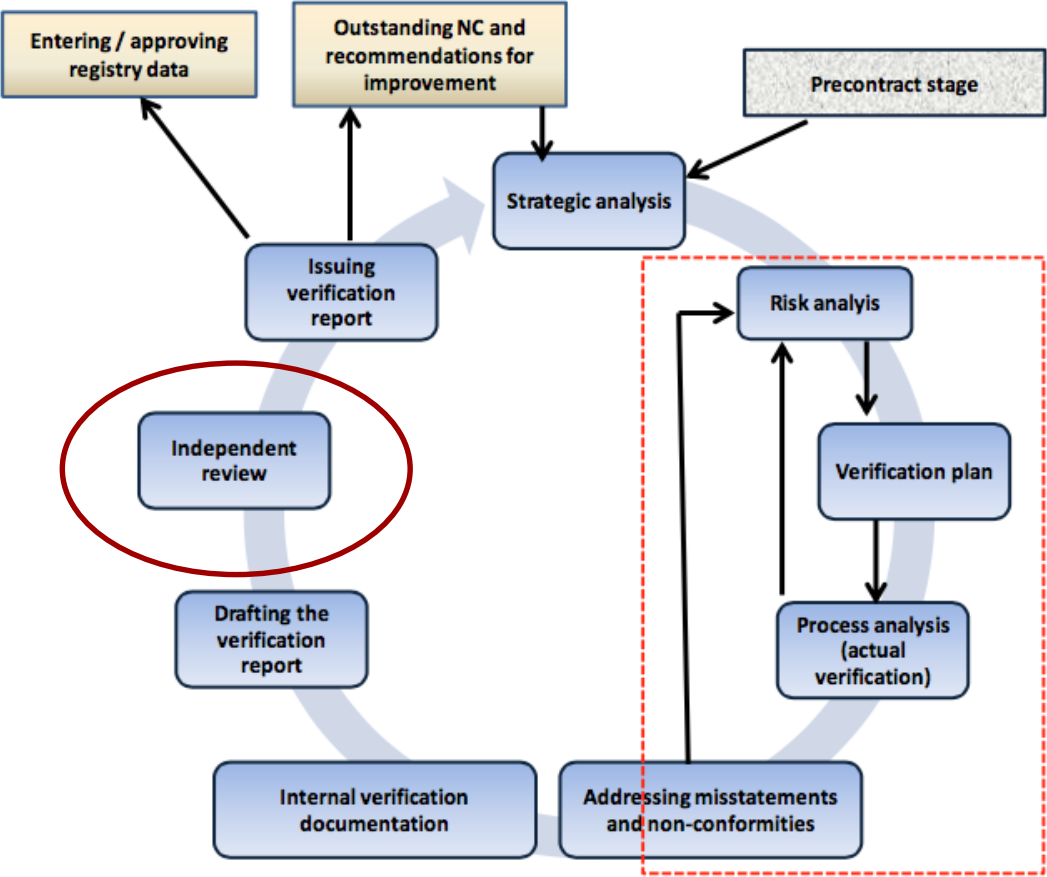 Entering / approving
registry data
Outstanding NC and
recommendations for
improvement
Precontract stage
Strategic analysis
Issuing
verification
report
Risk analyis
Independent
review
Verification plan
Drafting the
verification
report
Process analysis
(actual
verification)
Internal verification
documentation
Addressing misstatements
and non-conformities